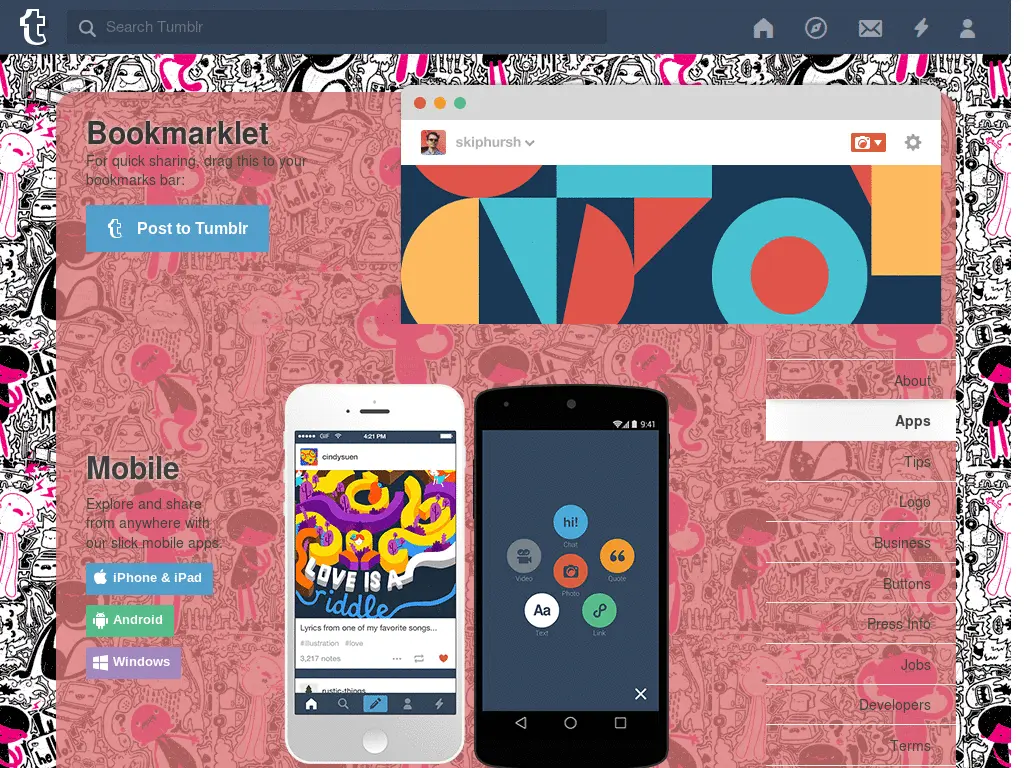 Search Tumblr
Bookmarklet
For quick sharing, drag this to your
bookmarks bar:
Post to Tumblr
skiphursh
About
Apps
Tips
Logo
Business
Buttons
Press Info
Jobs
Developers
Terms
Mobile
Explore and share
from anywhere with
our slick mobile apps.
iPhone & iPad
Android
Windows
GIF
4:21 PM
cindysuen
LOVE IS A
riddle
Lyrics from one of my favorite songs...
#illustration #love
3,217 notes
rustic-things
9:41
hi!
Chat
Video
Quote
Photo
Aa
Text
Link